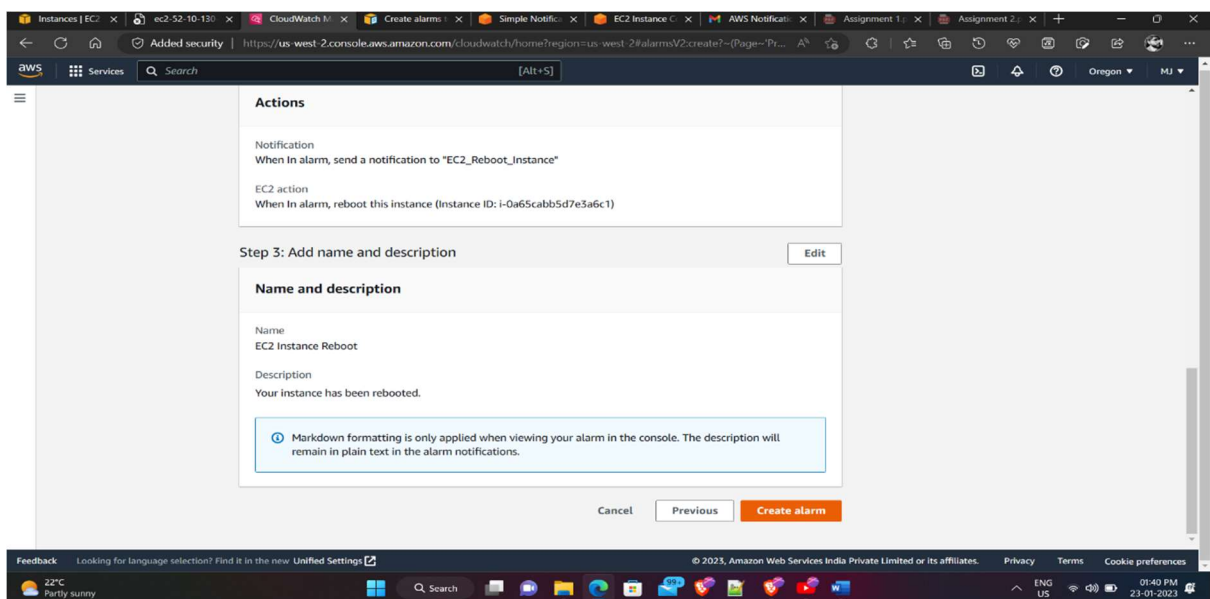 Instances | EC2
ec2-52-10-130
CloudWatch M
Create alarms
Simple Notific
EC2 Instance
AWS Notificati
Assignment 1.
Assignment 2.
Added security
https://us-west-2.console.aws.amazon.com/cloudwatch/home?region=us-west-2#alarmsV2:create?~(Page~'Pr...
aws
Services
Search
[Alt+S]
Oregon
MJ
Actions
Notification
When In alarm, send a notification to "EC2_Reboot_Instance"
EC2 action
When In alarm, reboot this instance (Instance ID: i-0a65cabb5d7e3a6c1)
Step 3: Add name and description
Edit
Name and description
Name
EC2 Instance Reboot
Description
Your instance has been rebooted.
Markdown formatting is only applied when viewing your alarm in the console. The description will
remain in plain text in the alarm notifications.
Cancel
Previous
Create alarm
Feedback
Looking for language selection? Find it in the new Unified Settings
© 2023, Amazon Web Services India Private Limited or its affiliates.
Privacy
Terms
Cookie preferences
22°C
Partly sunny
Search
99+
ENG
US
01:40 PM
23-01-2023